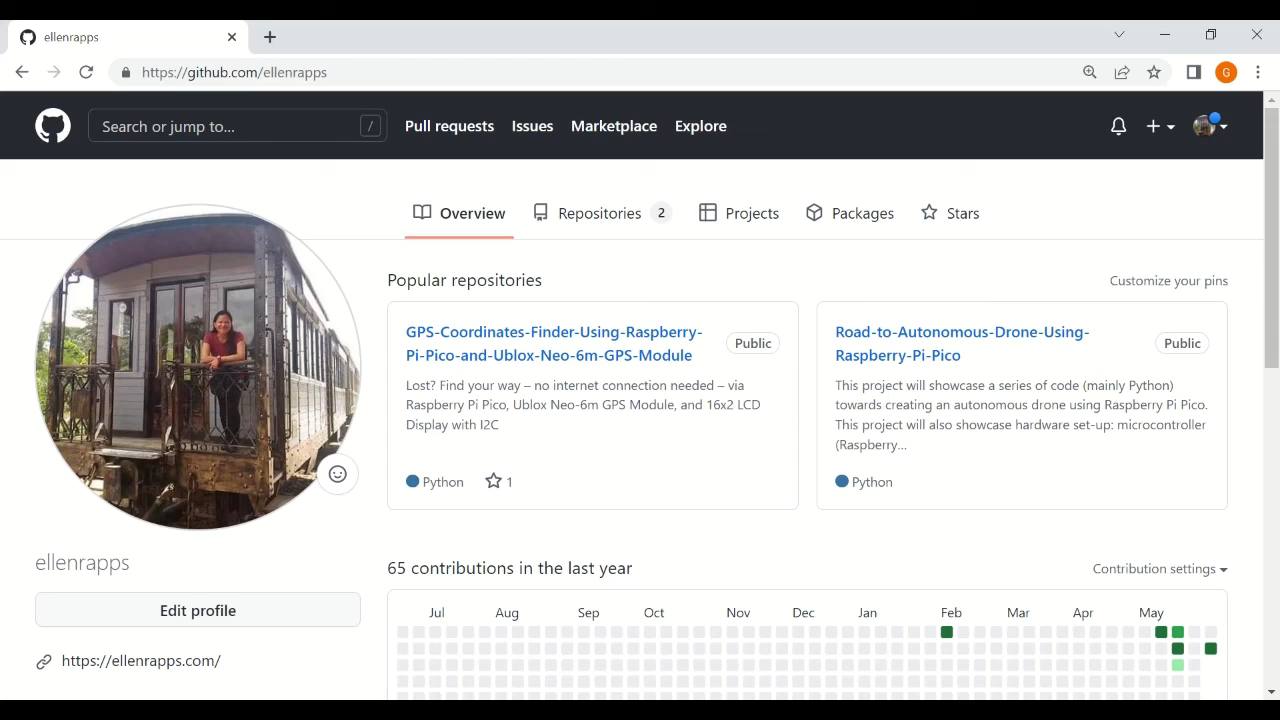 ellenrapps
https://github.com/ellenrapps
G
Search or jump to...
/
Pull requests
Issues
Marketplace
Explore
Overview
Repositories 2
Projects
Packages
Stars
Popular repositories
Customize your pins
GPS-Coordinates-Finder-Using-Raspberry-
Pi-Pico-and-Ublox-Neo-6m-GPS-Module
Public
Lost? Find your way – no internet connection needed – via
Raspberry Pi Pico, Ublox Neo-6m GPS Module, and 16x2 LCD
Display with I2C
Python
1
Road-to-Autonomous-Drone-Using-
Raspberry-Pi-Pico
Public
This project will showcase a series of code (mainly Python)
towards creating an autonomous drone using Raspberry Pi Pico.
This project will also showcase hardware set-up: microcontroller
(Raspberry...
Python
ellenrapps
Edit profile
https://ellenrapps.com/
65 contributions in the last year
Contribution settings
Jul Aug Sep Oct Nov Dec Jan Feb Mar Apr May